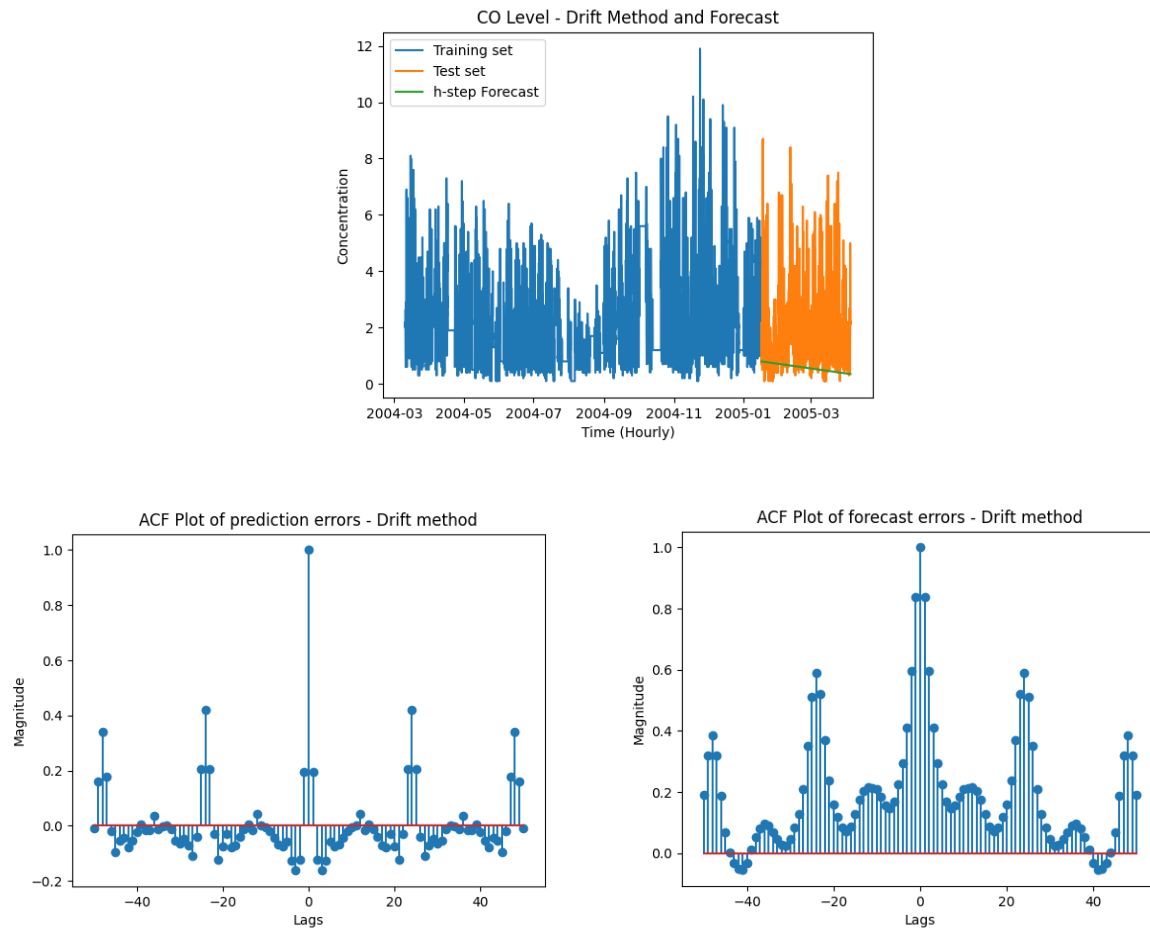 CO Level - Drift Method and Forecast
Training set
Test set
h-step Forecast
12
10
8
6
4
2
0
Concentration
2004-03 2004-05 2004-07 2004-09 2004-11 2005-01 2005-03
Time (Hourly)
ACF Plot of prediction errors - Drift method
1.0
0.8
0.6
0.4
0.2
0.0
−0.2
Magnitude
−40 −20 0 20 40
Lags
ACF Plot of forecast errors - Drift method
1.0
0.8
0.6
0.4
0.2
0.0
Magnitude
−40 −20 0 20 40
Lags